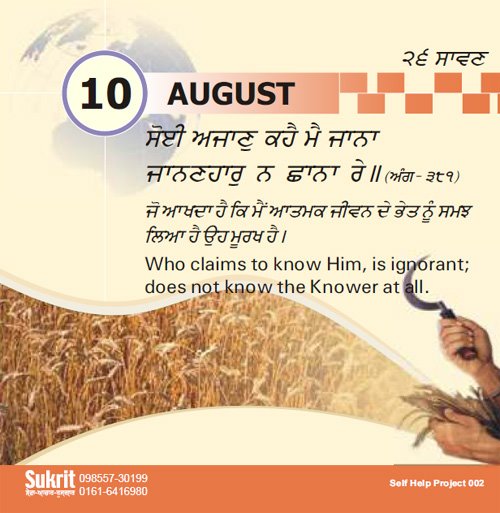 ੨੬ ਸਾਵਣ
10 AUGUST
ਸੋਈ ਅਜਾਣੁ ਕਹੈ ਮੈ ਜਾਨਾ
ਜਾਨਣਹਾਰੁ ਨ ਛਾਨਾ ਰੇ॥ (ਅੰਗ - ੩੮੧)
ਜੋ ਆਖਦਾ ਹੈ ਕਿ ਮੈਂ ਆਤਮਕ ਜੀਵਨ ਦੇ ਭੇਤ ਨੂੰ ਸਮਝ
ਲਿਆ ਹੈ ਉਹ ਮੂਰਖ ਹੈ।
Who claims to know Him, is ignorant;
does not know the Knower at all.
Sukrit 098557-30199
0161-6416980
Self Help Project 002